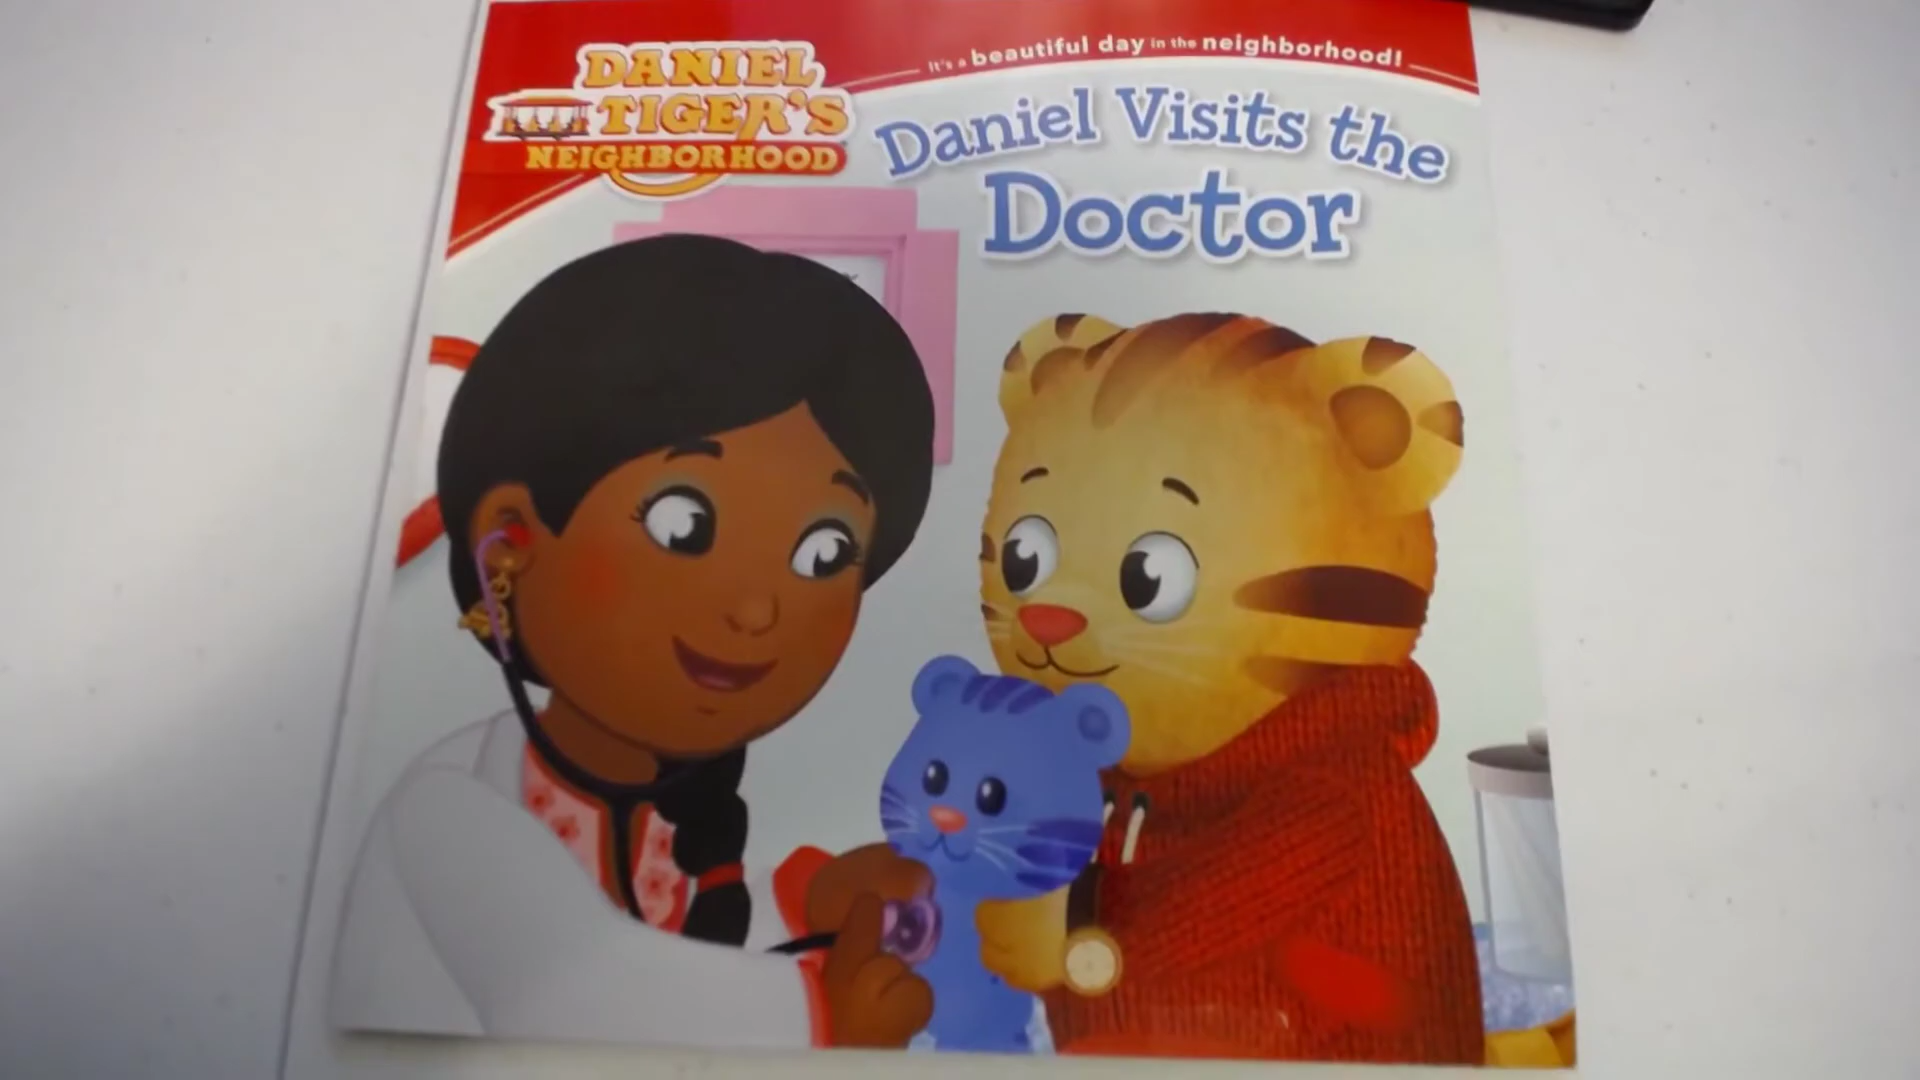 It's a beautiful day in the neighborhood!
DANIEL
TIGER'S
NEIGHBORHOOD
Daniel Visits the
Doctor